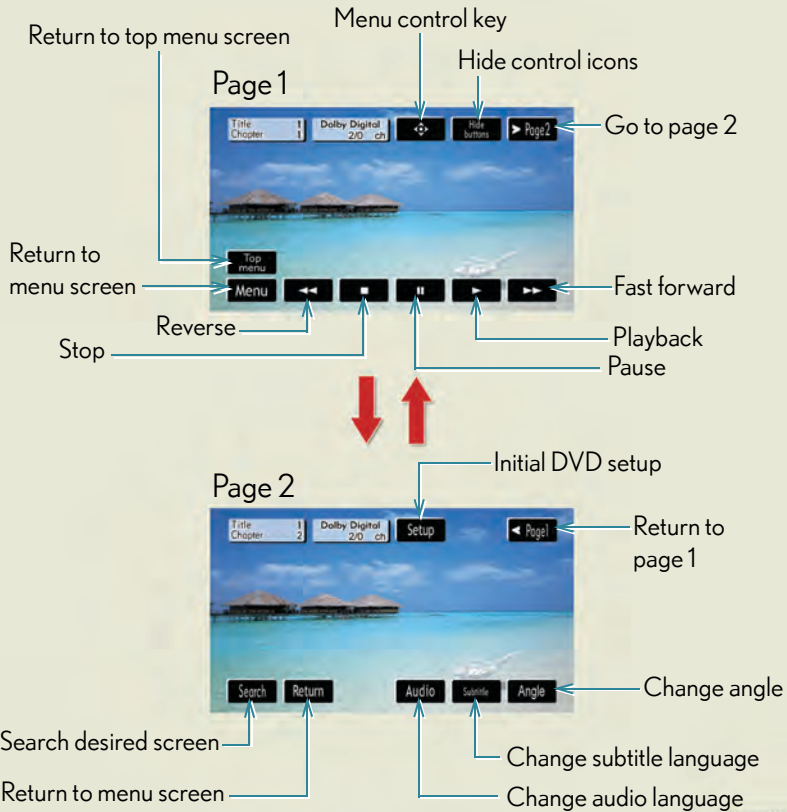 Menu control key
Return to top menu screen
Hide control icons
Page 1
Title 1
Chapter 1
Dolby Digital
2/0 ch
Hide
buttons
Page2
Go to page 2
Return to
menu screen
Top
menu
Menu
Fast forward
Reverse
Playback
Stop
Pause
Initial DVD setup
Page 2
Title 1
Chapter 2
Dolby Digital
2/0 ch
Setup
Page1
Return to
page 1
Search
Return
Audio
Subtitle
Angle
Change angle
Search desired screen
Change subtitle language
Return to menu screen
Change audio language